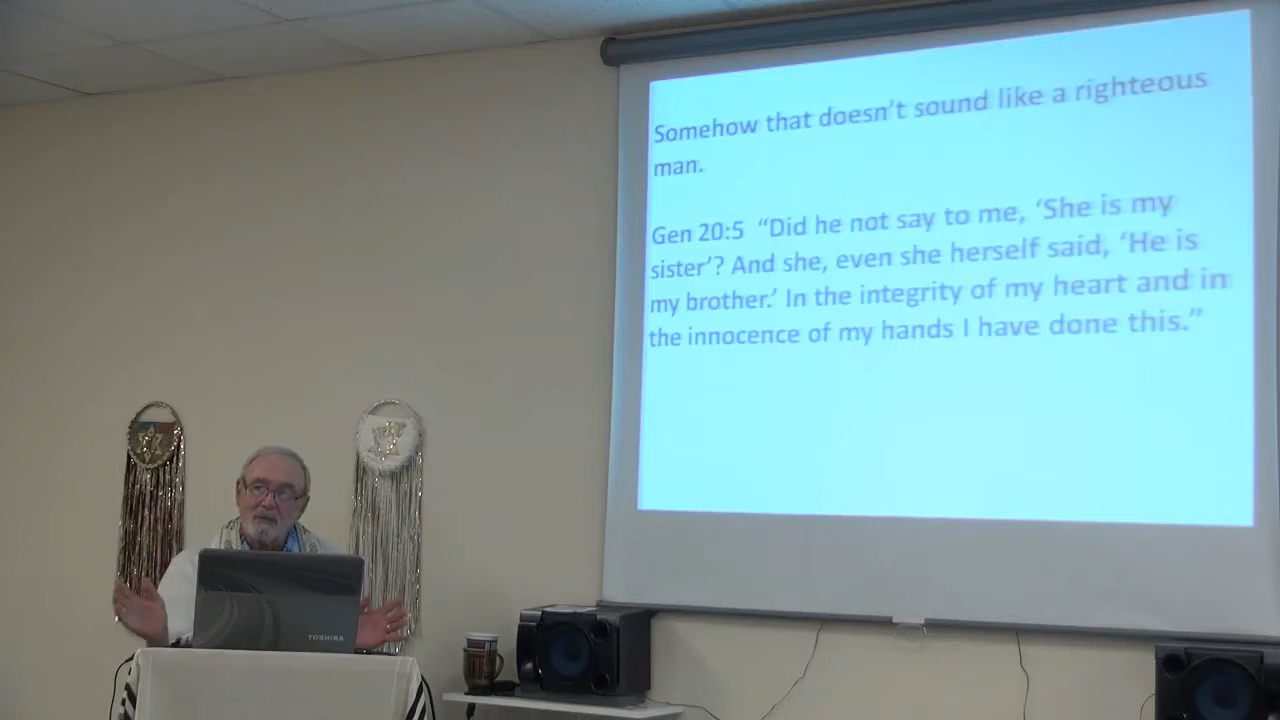 Somehow that doesn't sound like a righteous
man.
Gen 20:5 “Did he not say to me, ‘She is my
sister’? And she, even she herself said, ‘He is
my brother.’ In the integrity of my heart and in
the innocence of my hands I have done this.”
TOSHIBA